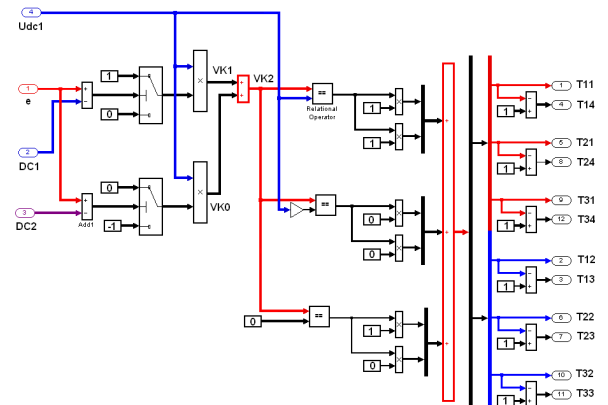 4
Udc1
1
e
2
DC1
3
DC2
+
−
+
−
Add1
1
0
0
-1
×
VK1
×
VK0
+
+
VK2
==
Relational
Operator
==
==
0
1
1
0
0
1
0
×
×
×
×
×
×
+
+
+
1
T11
1
−
+
4
T14
5
T21
1
−
+
8
T24
9
T31
1
−
+
12
T34
2
T12
1
−
+
3
T13
6
T22
1
−
+
7
T23
10
T32
1
−
+
11
T33